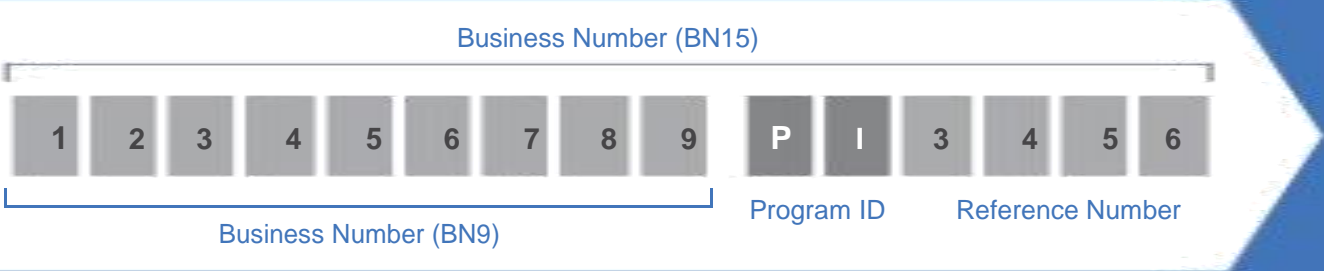 Business Number (BN15)
1 2 3 4 5 6 7 8 9 P I 3 4 5 6
Program ID Reference Number
Business Number (BN9)